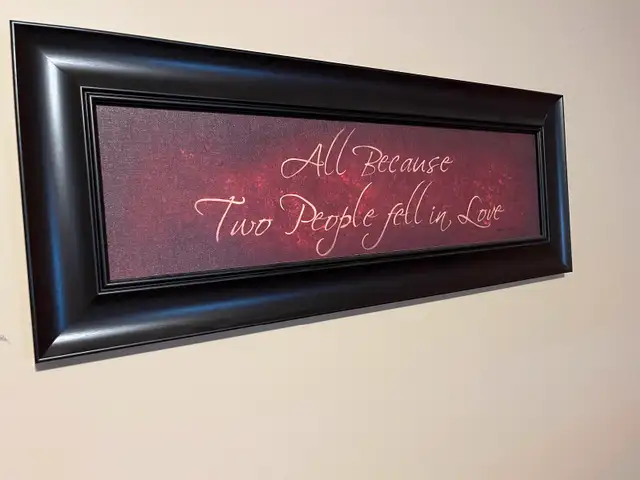 All Because
Two People fell in Love